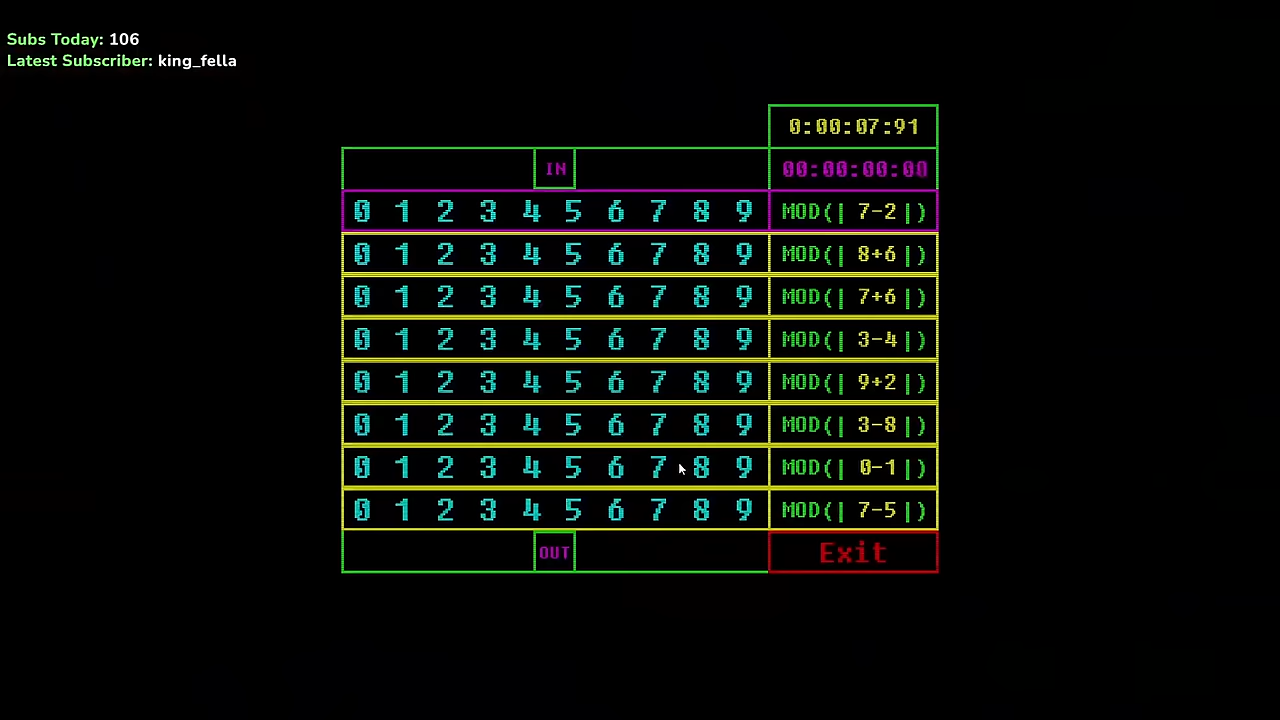 Subs Today: 106
Latest Subscriber: king_fella
0:00:07:91
IN 00:00:00:00
0 1 2 3 4 5 6 7 8 9 MOD(| 7-2 |)
0 1 2 3 4 5 6 7 8 9 MOD(| 8+6 |)
0 1 2 3 4 5 6 7 8 9 MOD(| 7+6 |)
0 1 2 3 4 5 6 7 8 9 MOD(| 3-4 |)
0 1 2 3 4 5 6 7 8 9 MOD(| 9+2 |)
0 1 2 3 4 5 6 7 8 9 MOD(| 3-8 |)
0 1 2 3 4 5 6 7 8 9 MOD(| 0-1 |)
0 1 2 3 4 5 6 7 8 9 MOD(| 7-5 |)
OUT Exit